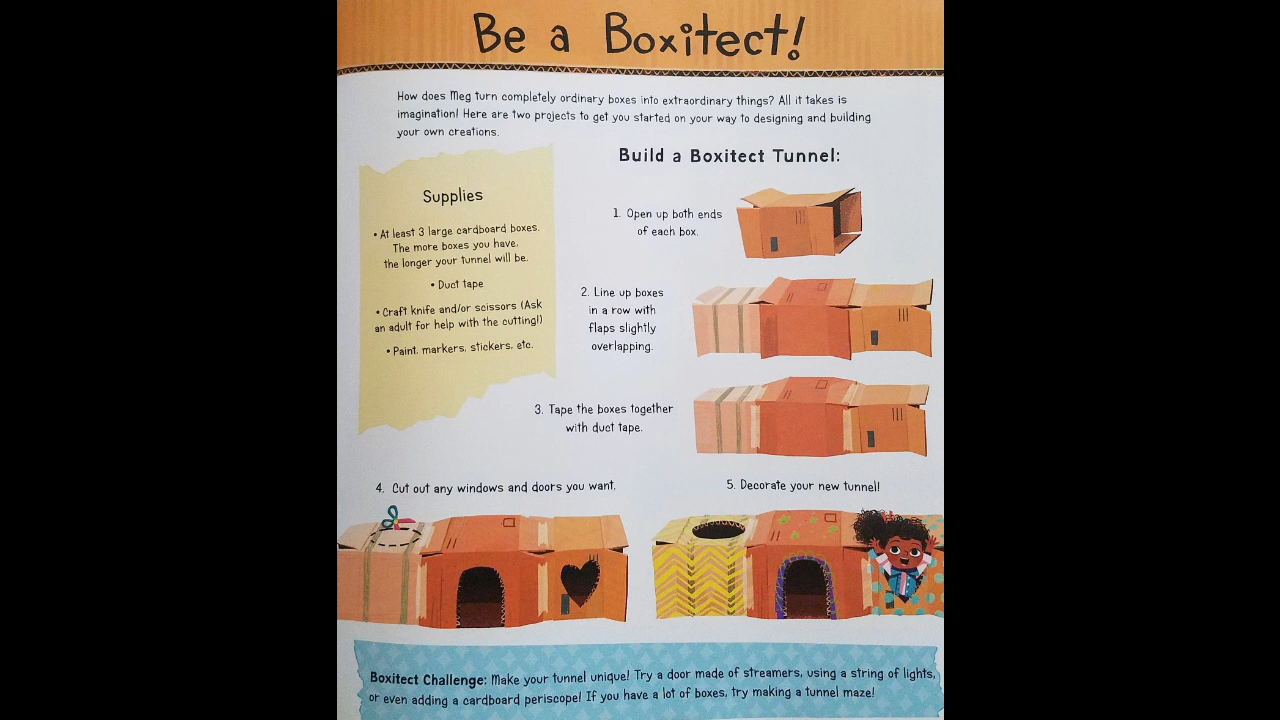 Be a Boxitect!
How does Meg turn completely ordinary boxes into extraordinary things? All it takes is
imagination! Here are two projects to get you started on your way to designing and building
your own creations.
Supplies
• At least 3 large cardboard boxes.
The more boxes you have,
the longer your tunnel will be.
• Duct tape
• Craft knife and/or scissors (Ask
an adult for help with the cutting!)
• Paint, markers, stickers, etc.
Build a Boxitect Tunnel:
1. Open up both ends
of each box.
2. Line up boxes
in a row with
flaps slightly
overlapping.
3. Tape the boxes together
with duct tape.
4. Cut out any windows and doors you want.
5. Decorate your new tunnel!
Boxitect Challenge: Make your tunnel unique! Try a door made of streamers, using a string of lights,
or even adding a cardboard periscope! If you have a lot of boxes, try making a tunnel maze!